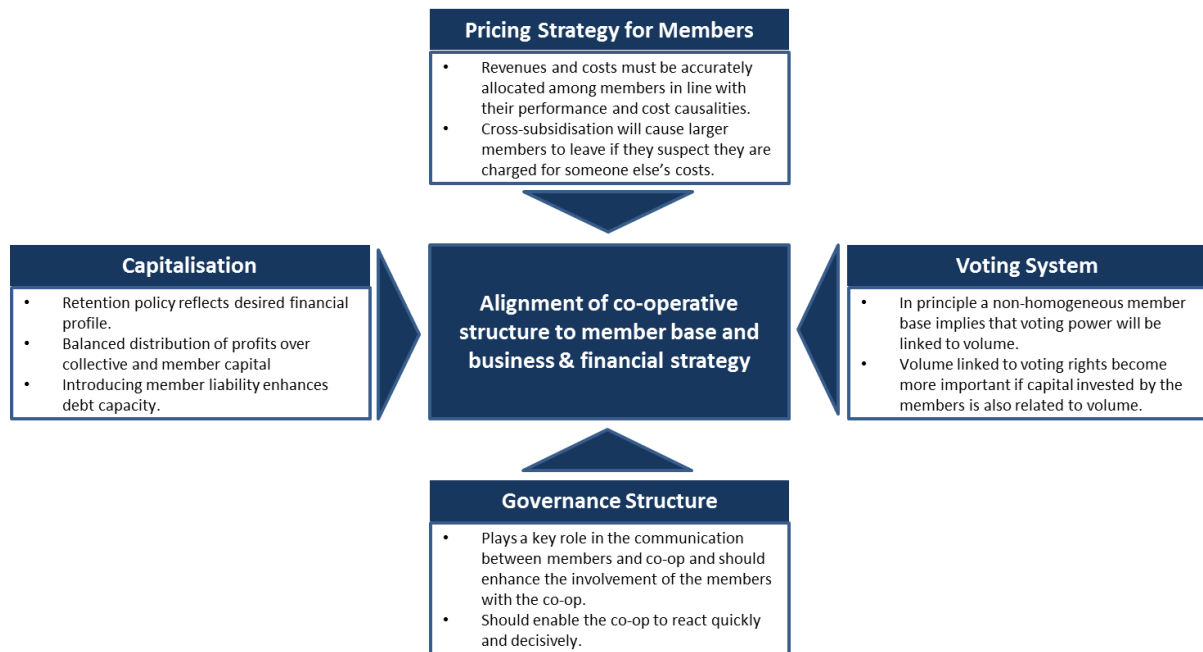 Pricing Strategy for Members
• Revenues and costs must be accurately
allocated among members in line with
their performance and cost causalities.
• Cross-subsidisation will cause larger
members to leave if they suspect they are
charged for someone else's costs.
Capitalisation
• Retention policy reflects desired financial
profile.
• Balanced distribution of profits over
collective and member capital
• Introducing member liability enhances
debt capacity.
Alignment of co-operative
structure to member base and
business & financial strategy
Voting System
• In principle a non-homogeneous member
base implies that voting power will be
linked to volume.
• Volume linked to voting rights become
more important if capital invested by the
members is also related to volume.
Governance Structure
• Plays a key role in the communication
between members and co-op and should
enhance the involvement of the members
with the co-op.
• Should enable the co-op to react quickly
and decisively.